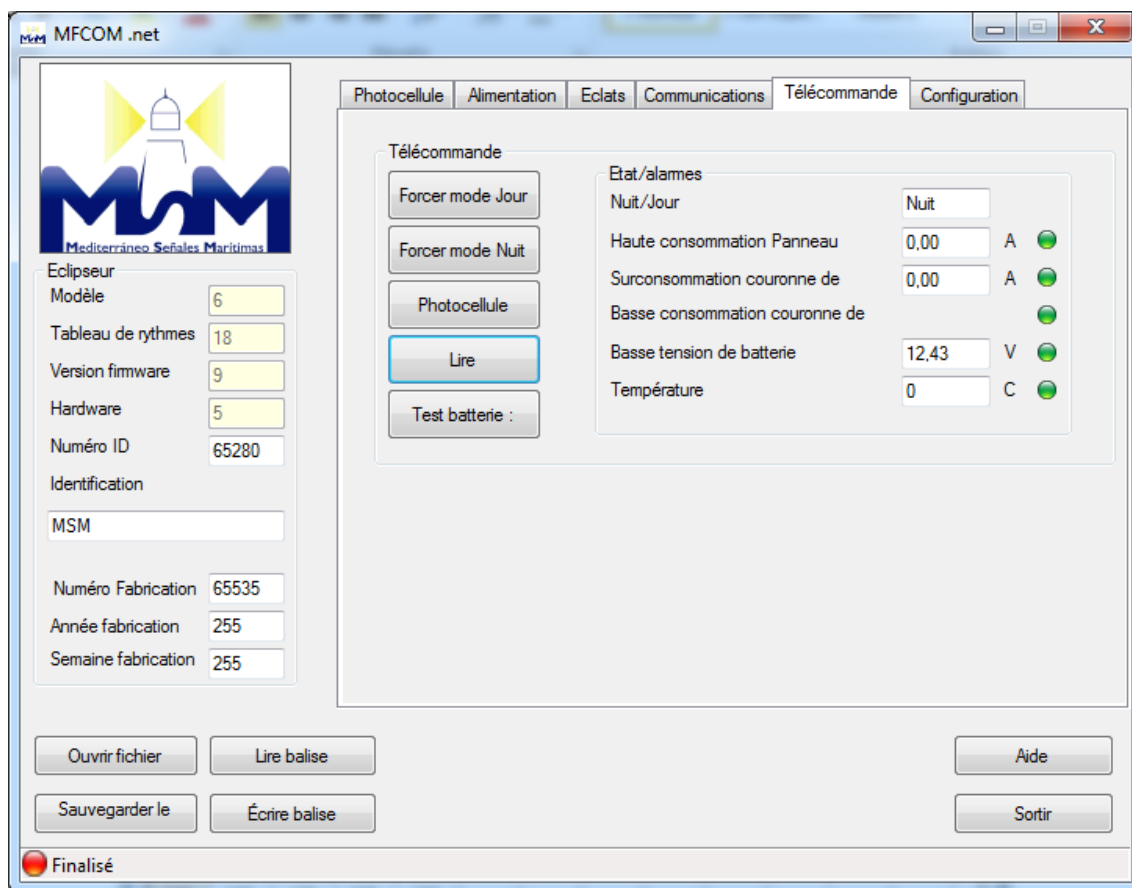 MSM MFCOM .net
MSM
Mediterráneo Señales Marítimas
Eclipseur
Modèle 6
Tableau de rythmes 18
Version firmware 9
Hardware 5
Numéro ID 65280
Identification
MSM
Numéro Fabrication 65535
Année fabrication 255
Semaine fabrication 255
Photocellule Alimentation Eclats Communications Télécommande Configuration
Télécommande
Forcer mode Jour
Forcer mode Nuit
Photocellule
Lire
Test batterie :
Etat/alarmes
Nuit/Jour Nuit
Haute consommation Panneau 0,00 A
Surconsommation couronne de 0,00 A
Basse consommation couronne de
Basse tension de batterie 12,43 V
Température 0 C
Ouvrir fichier Lire balise Aide
Sauvegarder le Écrire balise Sortir
Finalisé